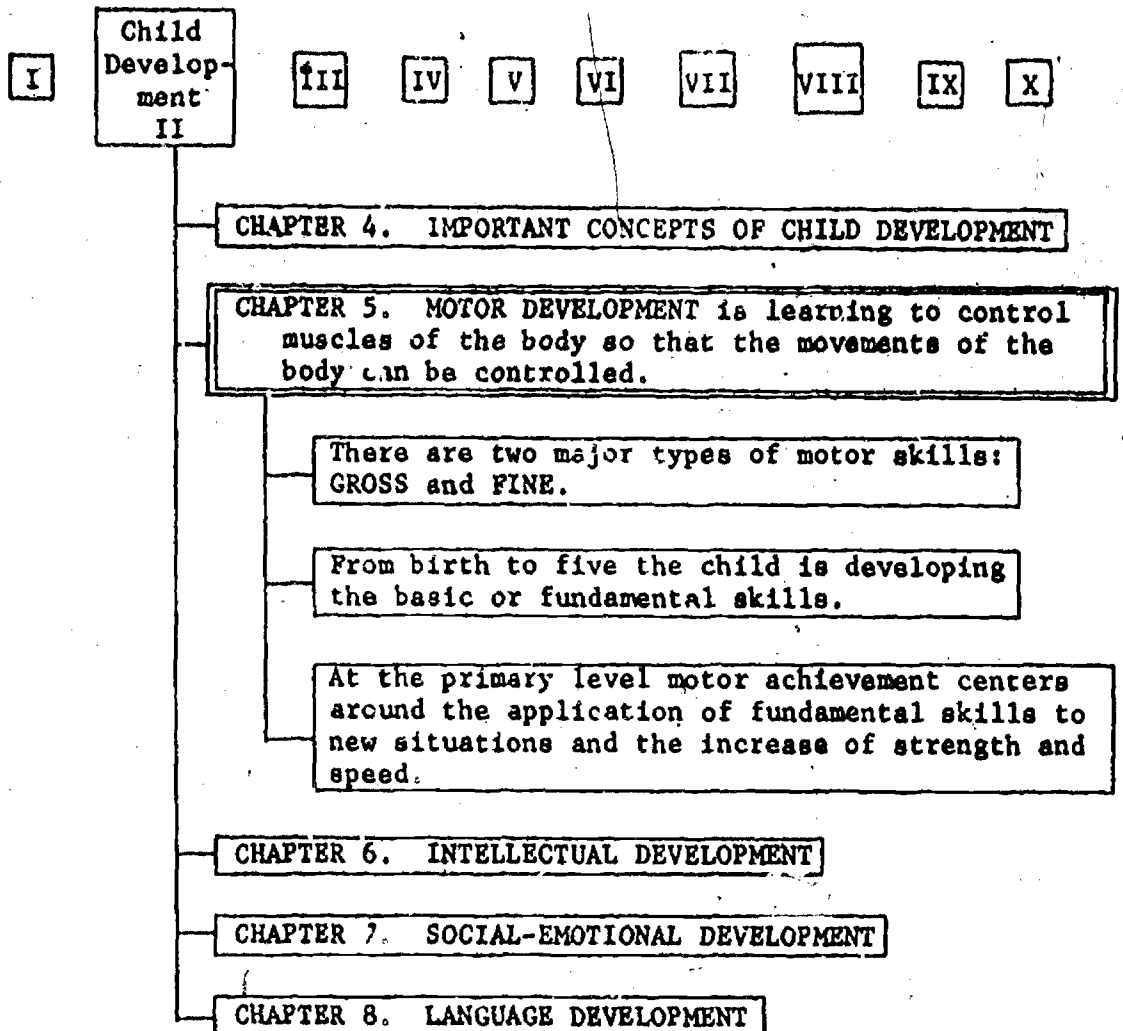 I
Child
Develop-
ment
II
III
IV
V
VI
VII
VIII
IX
X
CHAPTER 4. IMPORTANT CONCEPTS OF CHILD DEVELOPMENT
CHAPTER 5. MOTOR DEVELOPMENT is learning to control
muscles of the body so that the movements of the
body can be controlled.
There are two major types of motor skills:
GROSS and FINE.
From birth to five the child is developing
the basic or fundamental skills.
At the primary level motor achievement centers
around the application of fundamental skills to
new situations and the increase of strength and
speed.
CHAPTER 6. INTELLECTUAL DEVELOPMENT
CHAPTER 7. SOCIAL-EMOTIONAL DEVELOPMENT
CHAPTER 8. LANGUAGE DEVELOPMENT